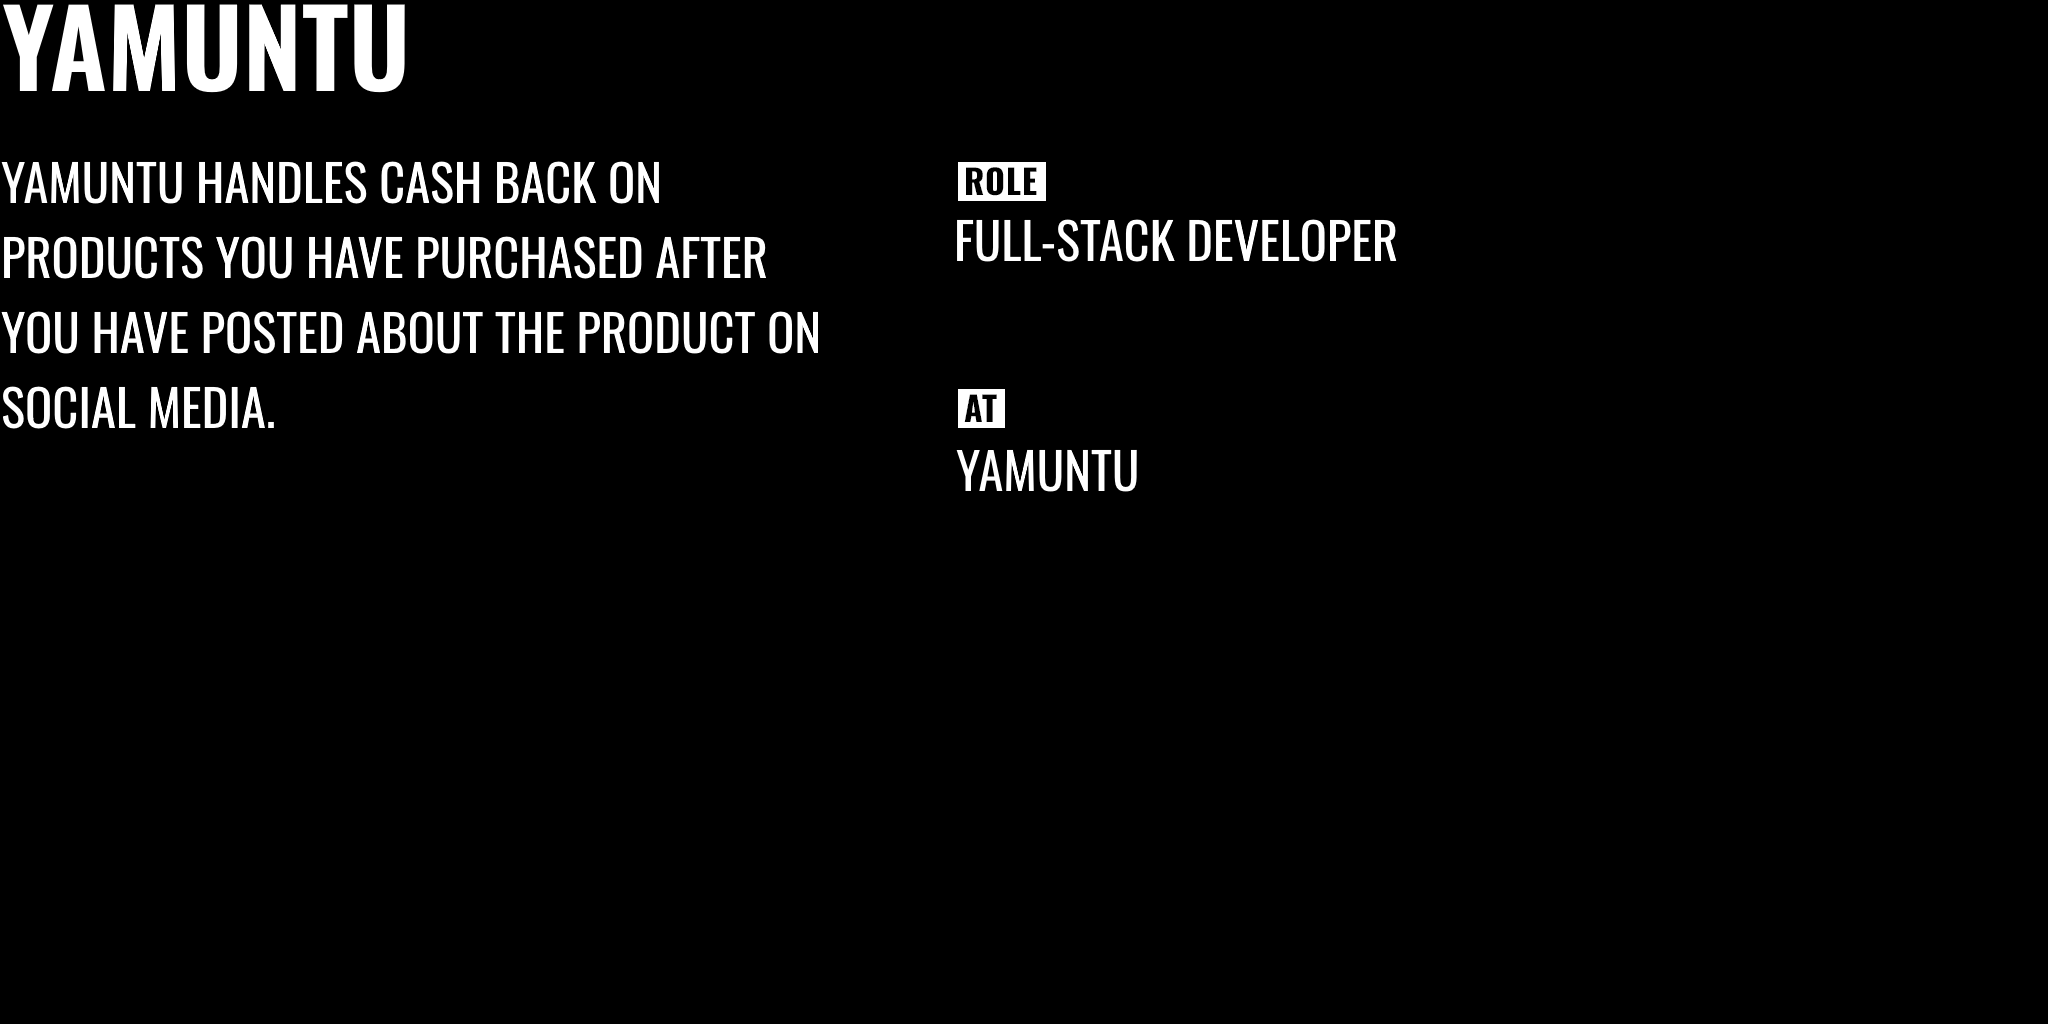 YAMUNTU
YAMUNTU HANDLES CASH BACK ON
PRODUCTS YOU HAVE PURCHASED AFTER
YOU HAVE POSTED ABOUT THE PRODUCT ON
SOCIAL MEDIA.
ROLE
FULL-STACK DEVELOPER
AT
YAMUNTU